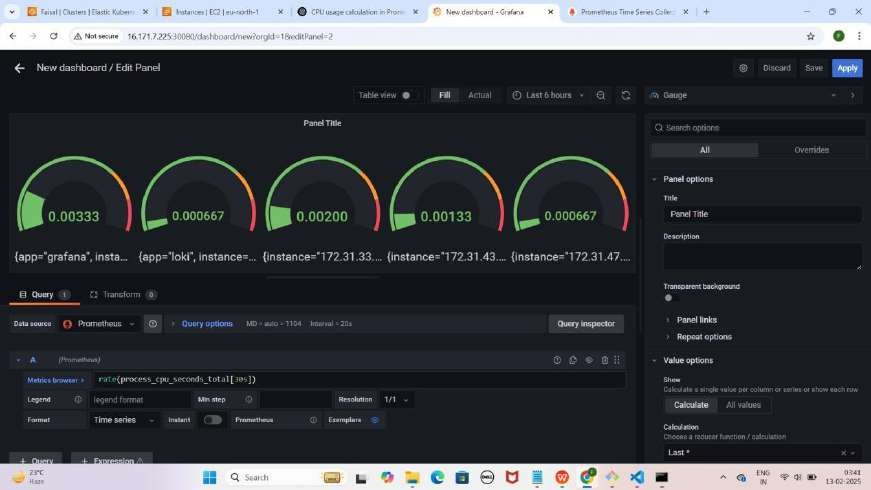 Faisal | Clusters | Elastic Kubern
Instances | EC2 | eu-north-1
CPU usage calculation in Prom
New dashboard - Grafana
Prometheus Time Series Collec
Not secure 16.171.7.225:30080/dashboard/new?orgId=1&editPanel=2
New dashboard / Edit Panel
Discard Save Apply
Table view Fill Actual Last 6 hours
Gauge
Panel Title
Search options
All Overrides
0.00333 0.000667 0.00200 0.00133 0.000667
{app="grafana", insta... {app="loki", instance=... {instance="172.31.33.... {instance="172.31.43.... {instance="172.31.47....
Panel options
Title
Panel Title
Description
Transparent background
Panel links
Repeat options
Value options
Show
Calculate a single value per column or series or show each row
Calculate All values
Calculation
Choose a reducer function / calculation
Last *
Query 1 Transform 0
Data source Prometheus Query options MD = auto = 1104 Interval = 20s Query inspector
A (Prometheus)
Metrics browser > rate(process_cpu_seconds_total[30s])
Legend legend format Min step Resolution 1/1
Format Time series Instant Prometheus Exemplars
+ Query + Expression
23°C
Haze
Search
DELL
ENG
IN
03:41
13-02-2025